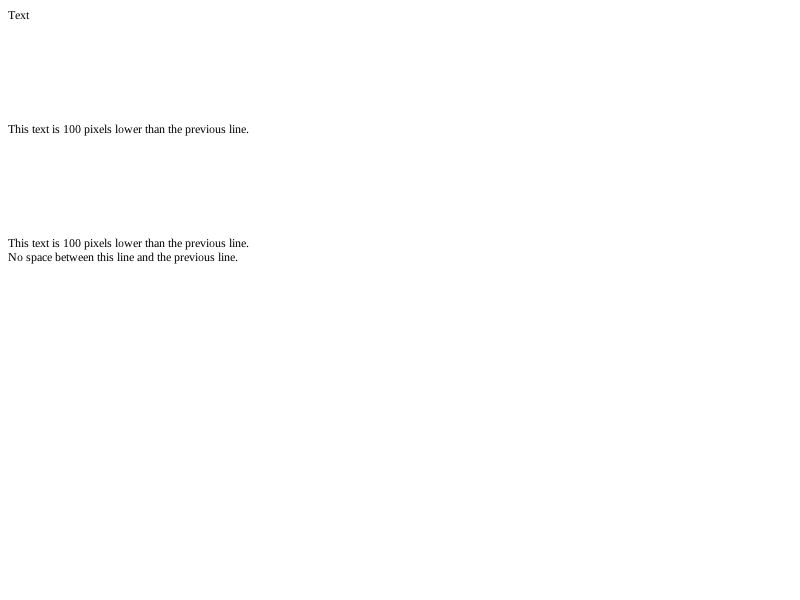 Text
This text is 100 pixels lower than the previous line.
This text is 100 pixels lower than the previous line.
No space between this line and the previous line.